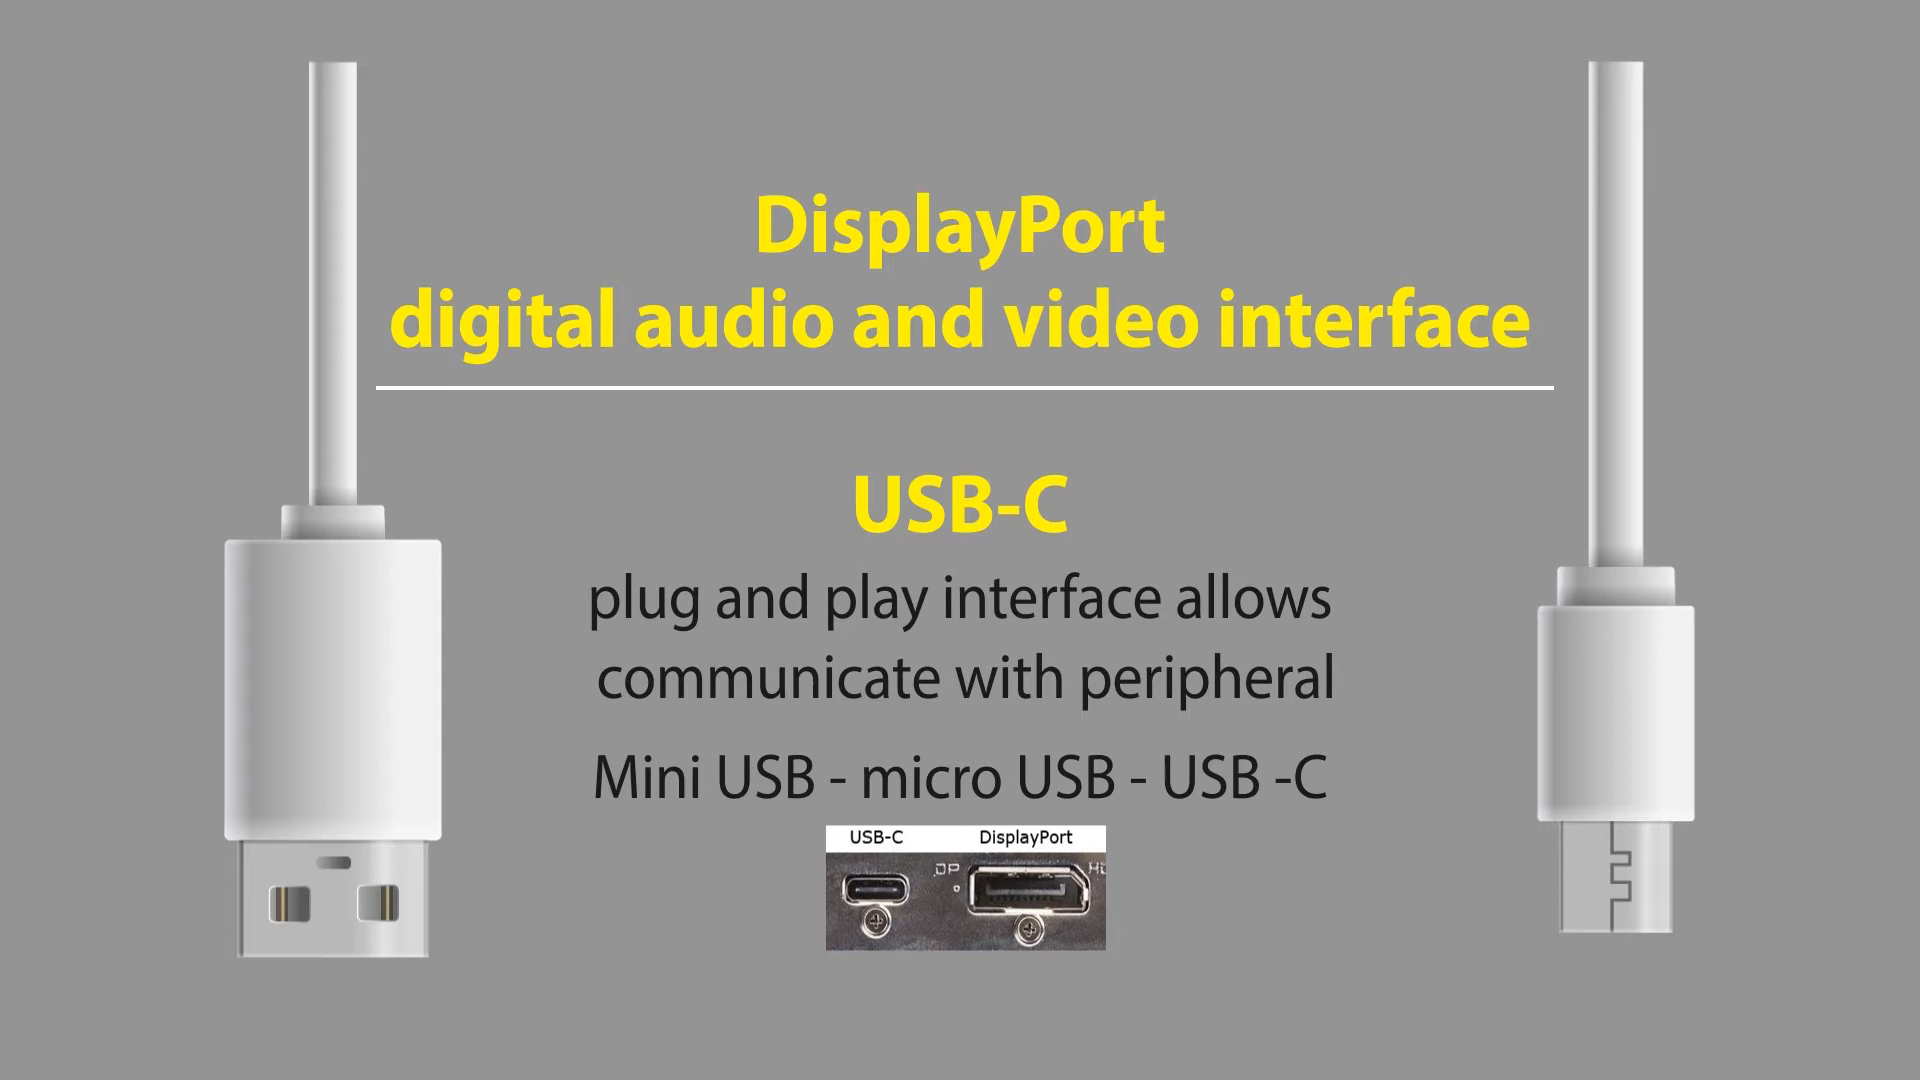 DisplayPort
digital audio and video interface
USB-C
plug and play interface allows
communicate with peripheral
Mini USB - micro USB - USB -C
USB-C DisplayPort
DP